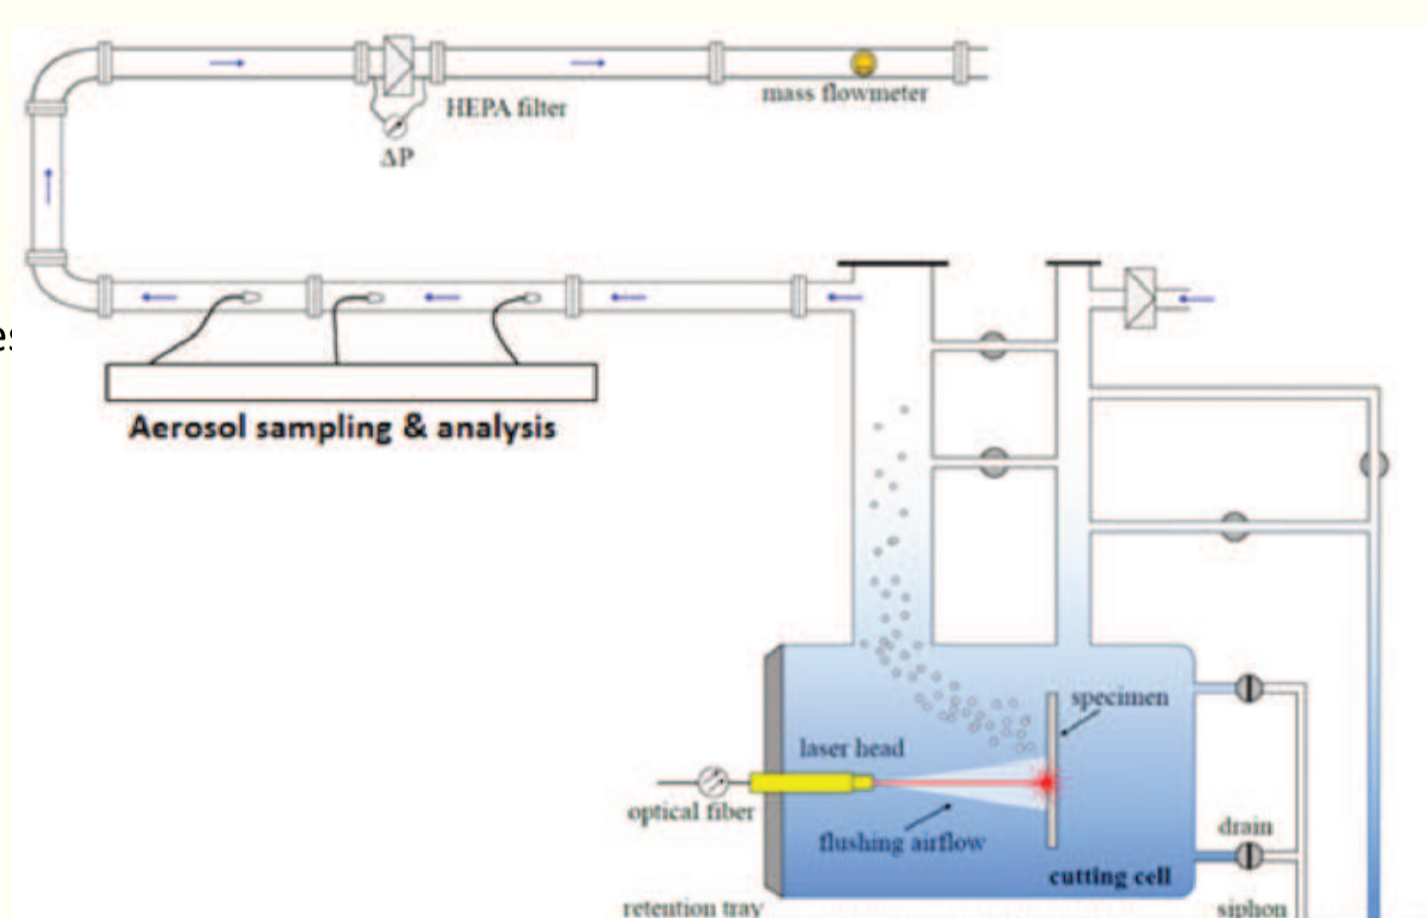 mass flowmeter
HEPA filter
ΔP
es
Aerosol sampling & analysis
specimen
laser head
optical fiber
flushing airflow
drain
cutting cell
retention tray
siphon